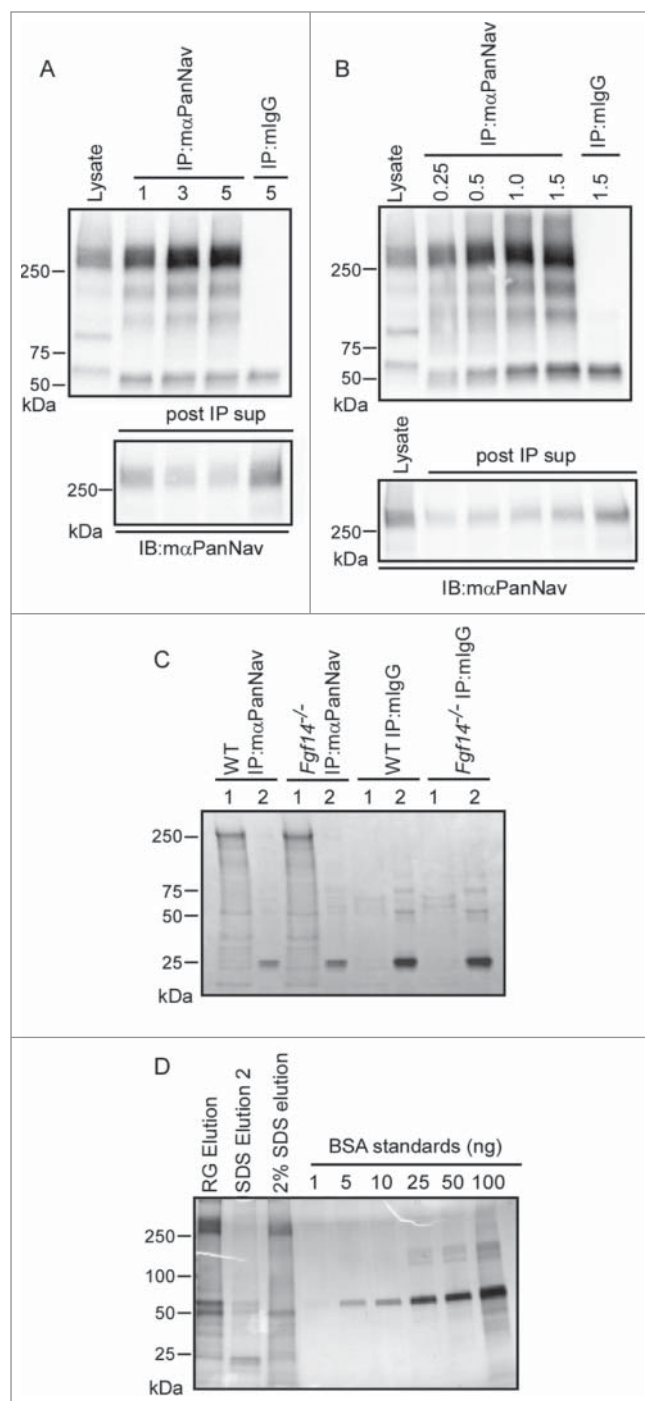 A
Lysate
IP:mαPanNav
IP:mIgG
1 3 5 5
250
75
50
kDa
post IP sup
250
kDa
IB:mαPanNav
B
Lysate
IP:mαPanNav
IP:mIgG
0.25 0.5 1.0 1.5 1.5
250
75
50
kDa
Lysate
post IP sup
250
kDa
IB:mαPanNav
C
WT
IP:mαPanNav
Fgf14-/-
IP:mαPanNav
WT IP:mIgG
Fgf14-/- IP:mIgG
1 2 1 2 1 2 1 2
250
75
50
25
kDa
D
RG Elution
SDS Elution 2
2% SDS elution
BSA standards (ng)
1 5 10 25 50 100
250
100
50
25
kDa